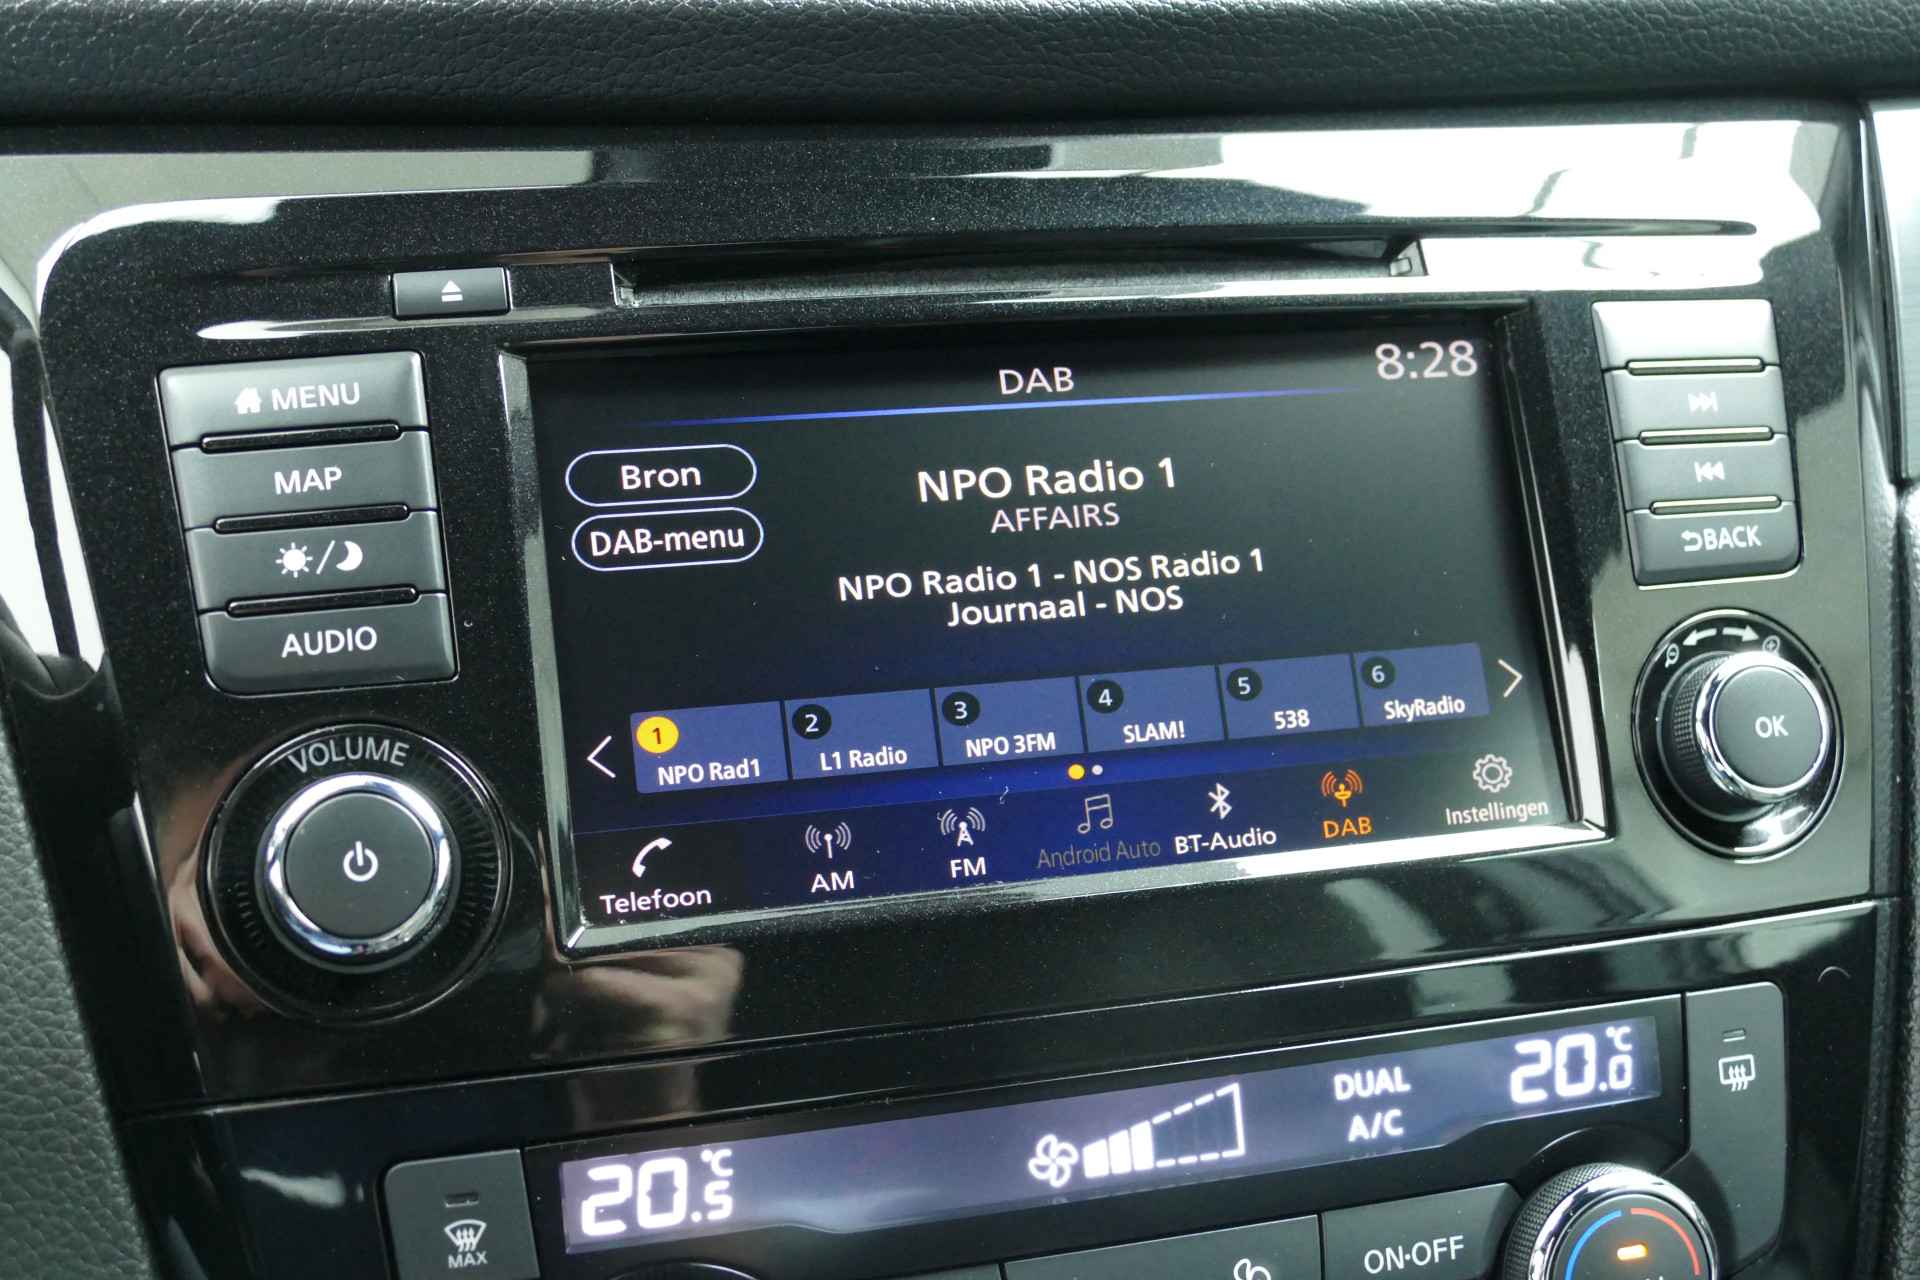 MENU
MAP
AUDIO
VOLUME
DAB
8:28
Bron
DAB-menu
NPO Radio 1
AFFAIRS
NPO Radio 1 - NOS Radio 1
Journaal - NOS
1 NPO Rad1
2 L1 Radio
3 NPO 3FM
4 SLAM!
5 538
6 SkyRadio
Telefoon
AM
FM
Android Auto
BT-Audio
DAB
Instellingen
BACK
OK
20.5 °C
DUAL
A/C
20.0 °C
MAX
ON·OFF